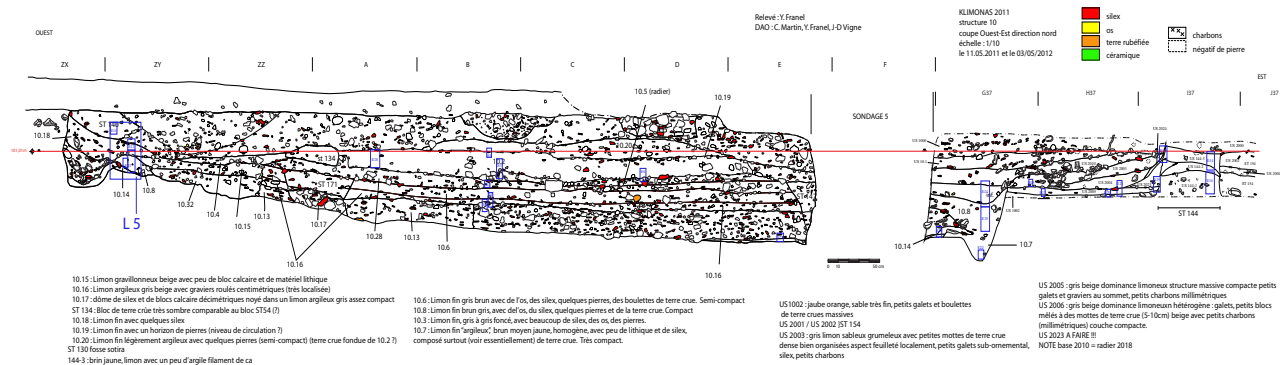 OUEST
Relevé : Y. Franel
DAO : C. Martin, Y. Franel, J-D Vigne
KLIMONAS 2011
structure 10
coupe Ouest-Est direction nord
échelle : 1/10
le 11.05.2011 et le 03/05/2012
silex
os
terre rubéfiée
céramique
charbons
négatif de pierre
EST
ZX ZY ZZ A B C D E F G37 H37 I37 J37
SONDAGE 5
10.5 (radier)
10.19
10.18
10.20
st 134
ST 171
10.14
10.8
10.32
10.4
10.15
10.13
10.17
10.16
10.28
10.13
10.6
10.16
L 5
10.8
10.14
10.7
ST 144
0 10 50 cm
10.15 : Limon gravillonneux beige avec peu de bloc calcaire et de matériel lithique
10.16 : Limon argileux gris beige avec graviers roulés centimétriques (très localisée)
10.17 : dôme de silex et de blocs calcaire décimétriques noyé dans un limon argileux gris assez compact
ST 134 : Bloc de terre crûe très sombre comparable au bloc ST54 (?)
10.18 : Limon fin avec quelques silex
10.19 : Limon avec un horizon de pierres (niveau de circulation ?)
10.20 : Limon fin légèrement argileux avec quelques pierres (semi-compact) (terre crue fondue de 10.2 ?)
ST 130 fosse sotira
144-3 : brin jaune, limon avec un peu d'argile filament de ca
10.6 : Limon fin gris brun avec de l'os, des silex, quelques pierres, des boulettes de terre crue. Semi-compact
10.8 : Limon fin brun gris, avec del'os, du silex, quelques pierres et de la terre crue. Compact
10.3 : Limon fin, gris à gris foncé, avec beaucoup de silex, des os, des pierres.
10.7 : Limon fin "argileux", brun moyen jaune, homogène, avec peu de lithique et de silex,
composé surtout (voir essentiellement) de terre crue. Très compact.
US1002 : jaube orange, sable très fin, petits galets et boulettes
de terre crues massives
US 2001 / US 2002 ]ST 154
US 2003 : gris limon sableux grumeleux avec petites mottes de terre crue
dense bien organisées aspect feuilleté localement, petits galets sub-ornemental,
silex, petits charbons
US 2005 : gris beige dominante limoneux structure massive compacte petits
galets et graviers au sommet, petits charbons millimétriques
US 2006 : beige dominance limoneuxn hétérogène : galets, petits blocs
mêlés à des mottes de terre crue (5-10cm) beige avec petits charbons
(millimétriques) couche compacte.
US 2023 A FAIRE !!!
NOTE base 2010 = radier 2018